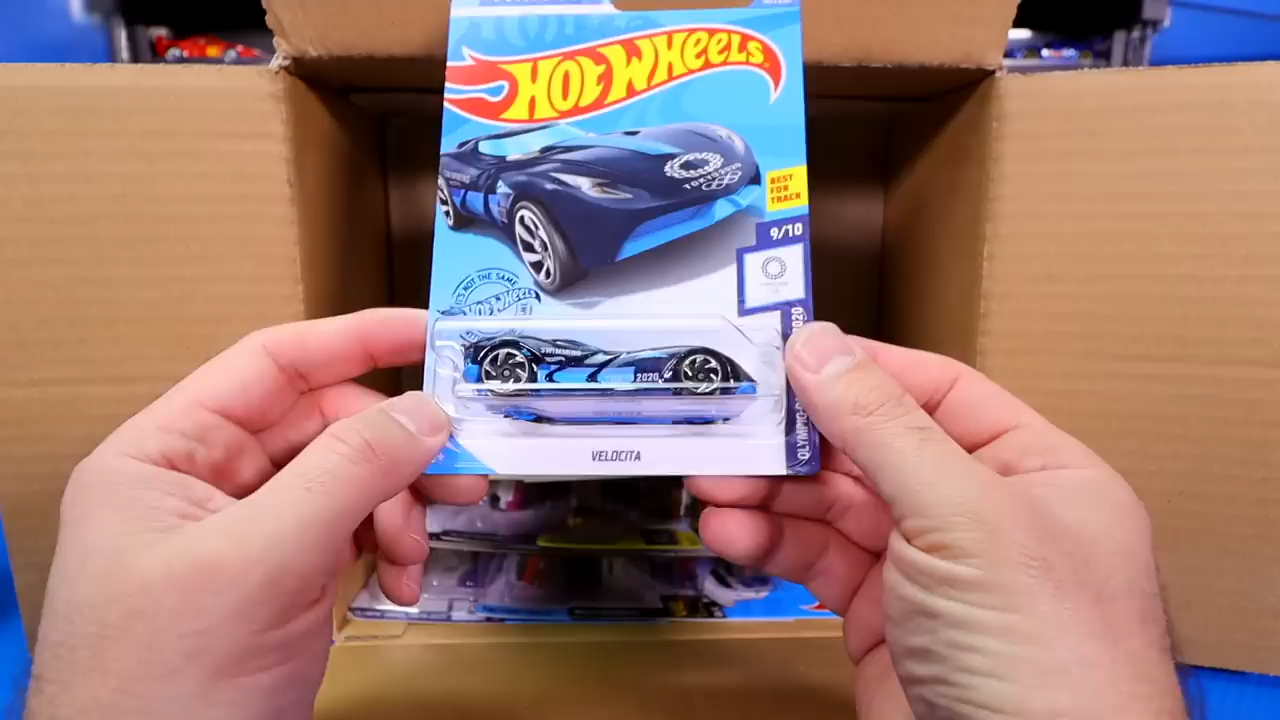 HOT WHEELS
TOKYO 2020
BEST
FOR
TRACK
9/10
IT'S NOT THE SAME
HOT WHEELS
SWIMMING
2020
2020
VELOCITA